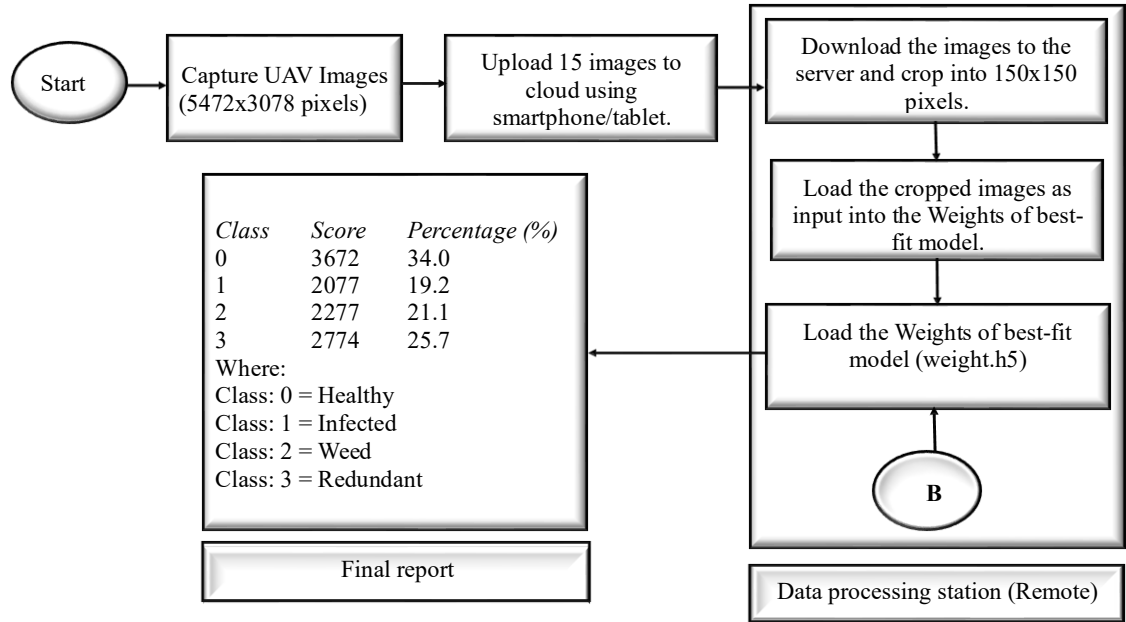 Start
Capture UAV Images
(5472x3078 pixels)
Upload 15 images to
cloud using
smartphone/tablet.
Download the images to the
server and crop into 150x150
pixels.
Load the cropped images as
input into the Weights of best-
fit model.
Load the Weights of best-fit
model (weight.h5)
B
Data processing station (Remote)
Class Score Percentage (%)
0 3672 34.0
1 2077 19.2
2 2277 21.1
3 2774 25.7
Where:
Class: 0 = Healthy
Class: 1 = Infected
Class: 2 = Weed
Class: 3 = Redundant
Final report